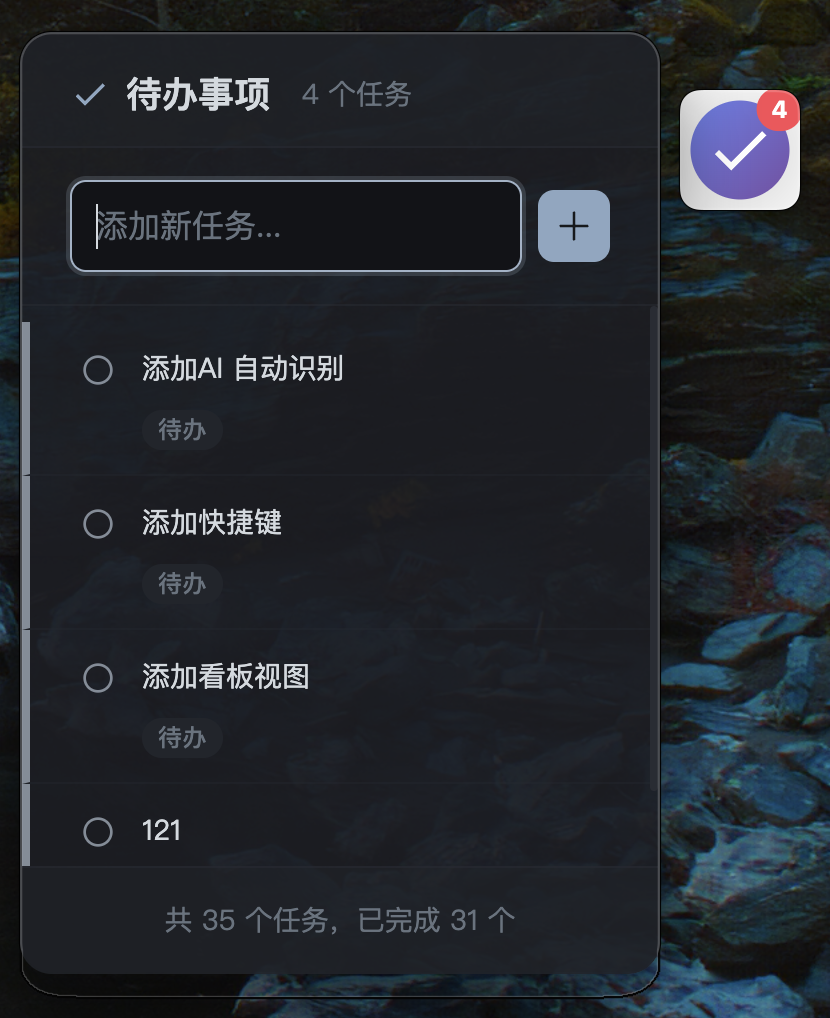 待办事项 4 个任务
4
添加新任务...
添加AI 自动识别
待办
添加快捷键
待办
添加看板视图
待办
121
共 35 个任务，已完成 31 个